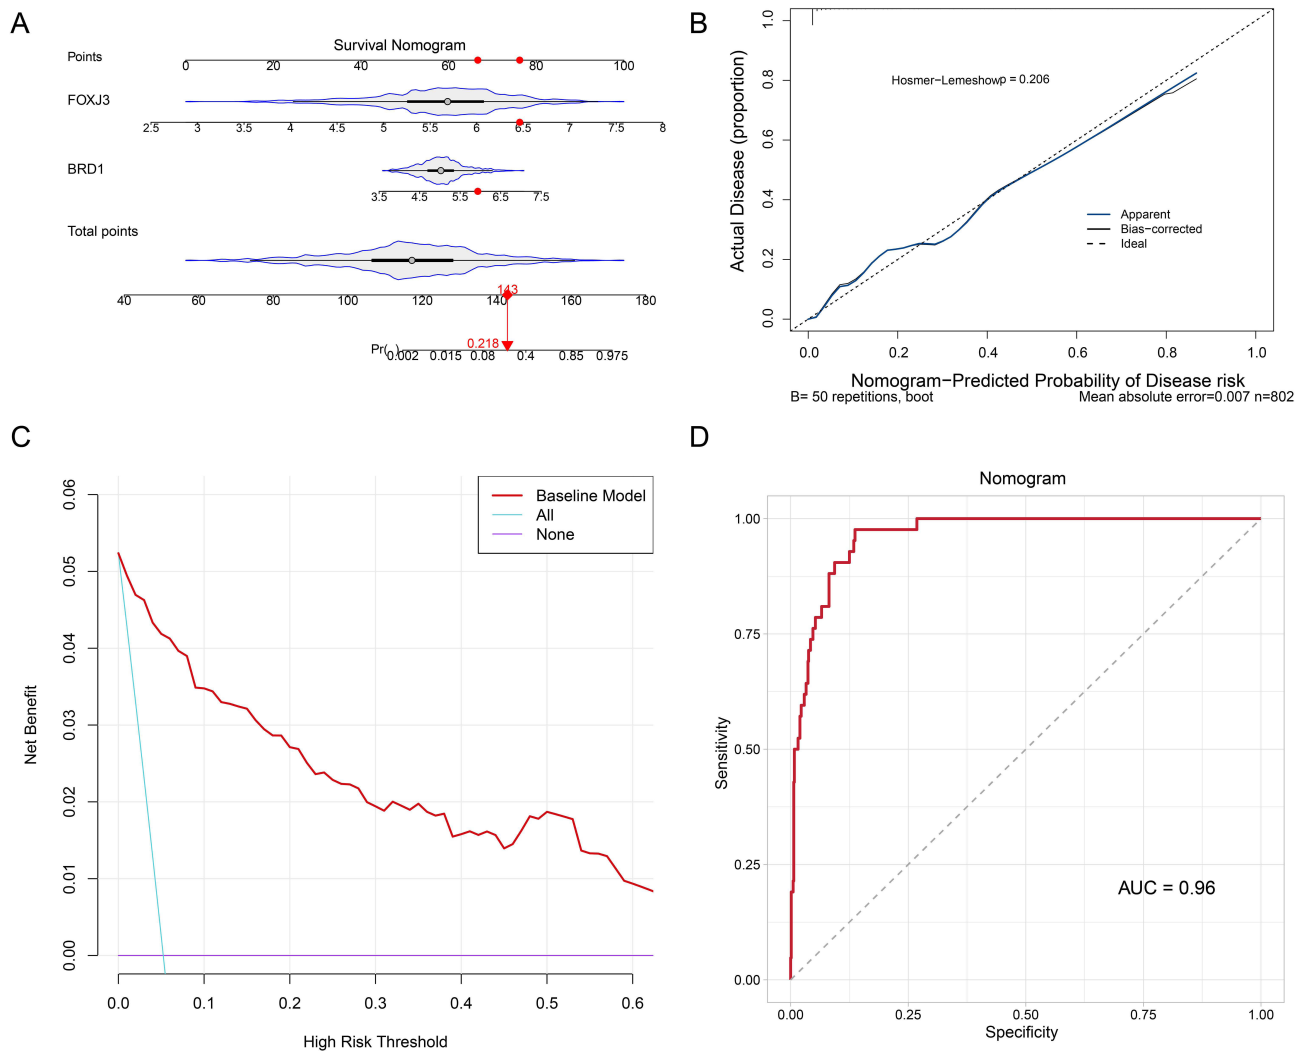 A
Survival Nomogram
Points
0 20 40 60 80 100
FOXJ3
2.5 3 3.5 4 4.5 5 5.5 6 6.5 7 7.5 8
BRD1
3.5 4.5 5.5 6.5 7.5
Total points
143
40 60 80 100 120 140 160 180
0.218
Pr( )
0.002 0.015 0.08 0.4 0.85 0.975
B
Actual Disease (proportion)
0.0 0.2 0.4 0.6 0.8 1.0
Hosmer−Lemeshowp = 0.206
Apparent
Bias−corrected
Ideal
0.0 0.2 0.4 0.6 0.8 1.0
Nomogram−Predicted Probability of Disease risk
B= 50 repetitions, boot
Mean absolute error=0.007 n=802
C
Net Benefit
0.00 0.01 0.02 0.03 0.04 0.05 0.06
Baseline Model
All
None
0.0 0.1 0.2 0.3 0.4 0.5 0.6
High Risk Threshold
D
Nomogram
Sensitivity
1.00
0.75
0.50
0.25
0.00
AUC = 0.96
0.00 0.25 0.50 0.75 1.00
Specificity